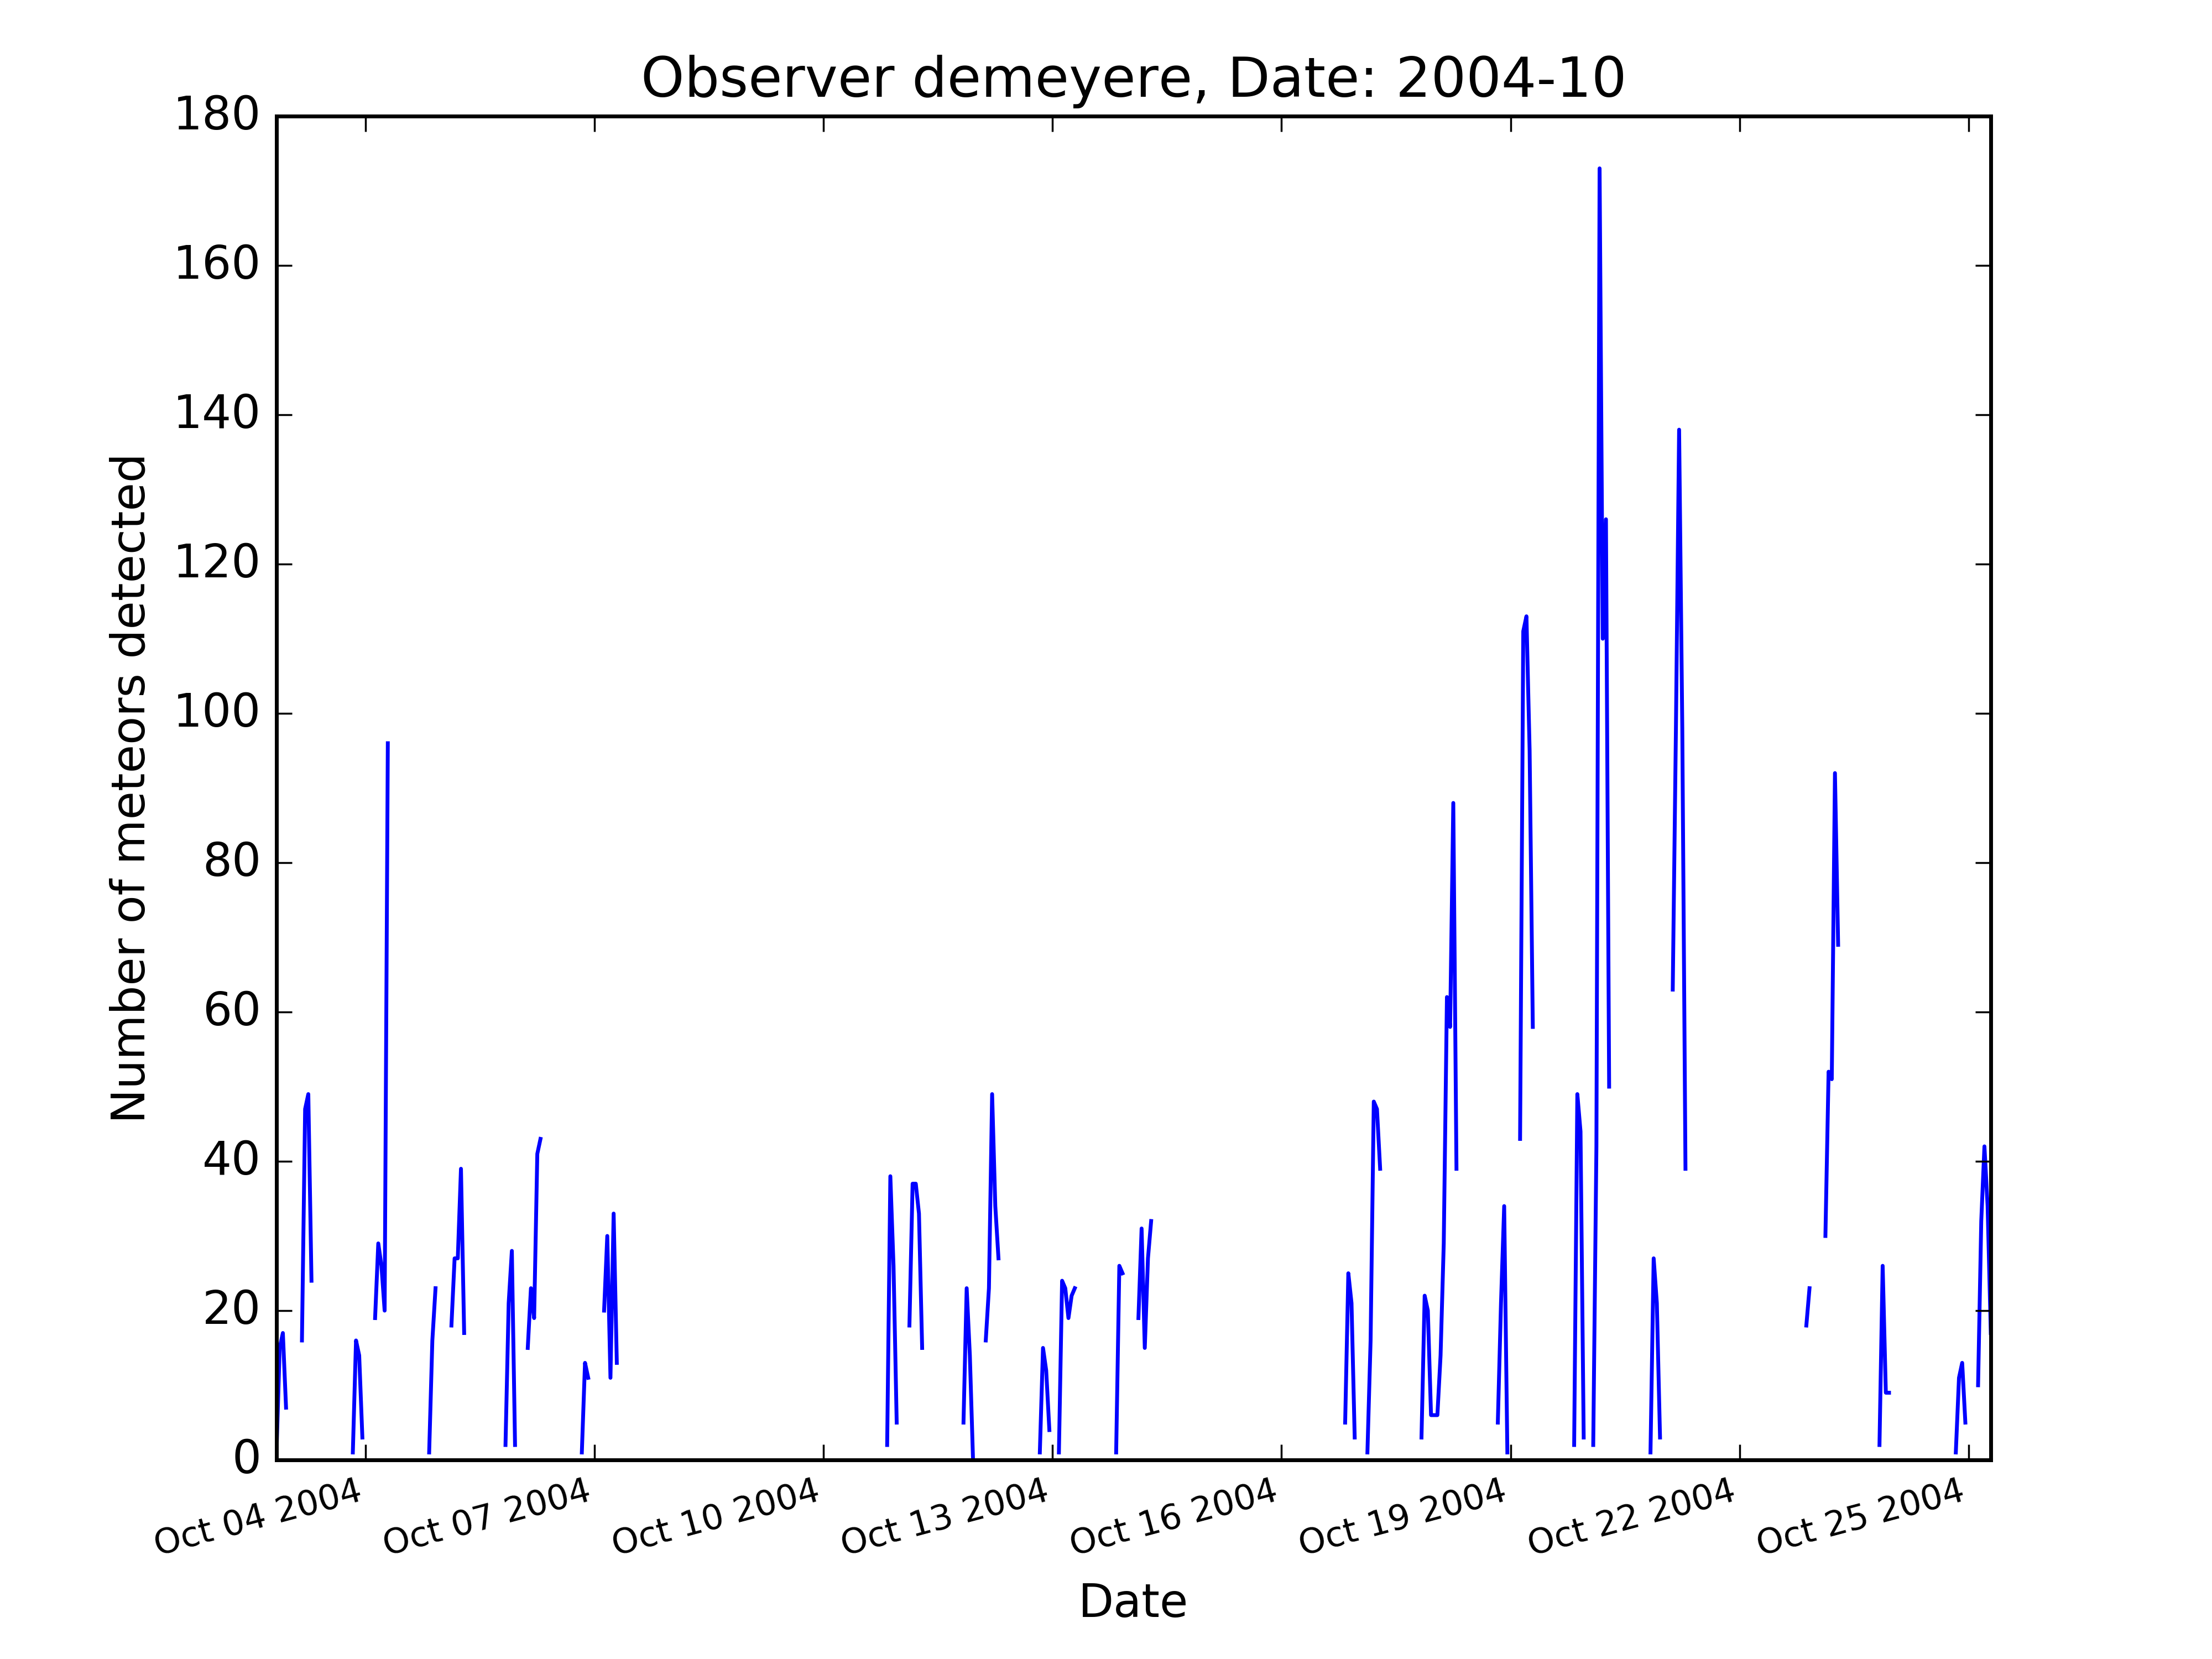 Observer demeyere, Date: 2004-10
180
160
140
120
100
80
60
40
20
0
Number of meteors detected
Oct 04 2004
Oct 07 2004
Oct 10 2004
Oct 13 2004
Oct 16 2004
Oct 19 2004
Oct 22 2004
Oct 25 2004
Date